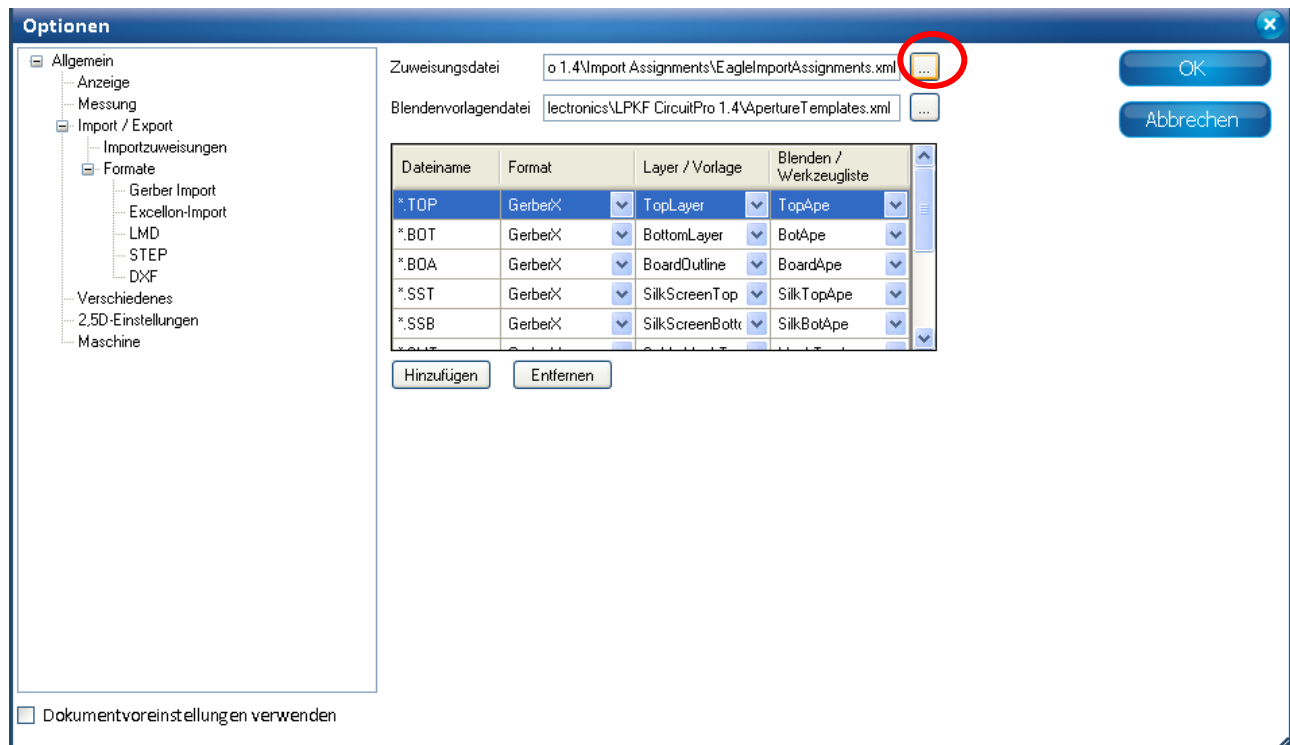 Optionen
Allgemein
Anzeige
Messung
Import / Export
Importzuweisungen
Formate
Gerber Import
Excellon-Import
LMD
STEP
DXF
Verschiedenes
2,5D-Einstellungen
Maschine
Zuweisungsdatei o 1.4\Import Assignments\EagleImportAssignments.xml ...
Blendenvorlagendatei lectronics\LPKF CircuitPro 1.4\ApertureTemplates.xml ...
Dateiname Format Layer / Vorlage Blenden / Werkzeugliste
*.TOP GerberX TopLayer TopApe
*.BOT GerberX BottomLayer BotApe
*.BOA GerberX BoardOutline BoardApe
*.SST GerberX SilkScreenTop SilkTopApe
*.SSB GerberX SilkScreenBotto SilkBotApe
Hinzufügen Entfernen
OK
Abbrechen
Dokumentvoreinstellungen verwenden